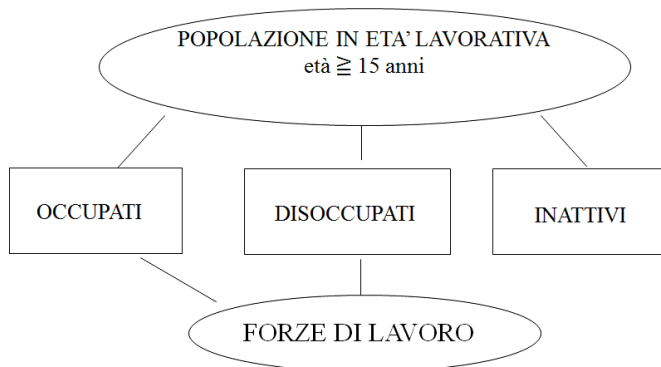 POPOLAZIONE IN ETA’ LAVORATIVA
età ≧ 15 anni
OCCUPATI
DISOCCUPATI
INATTIVI
FORZE DI LAVORO